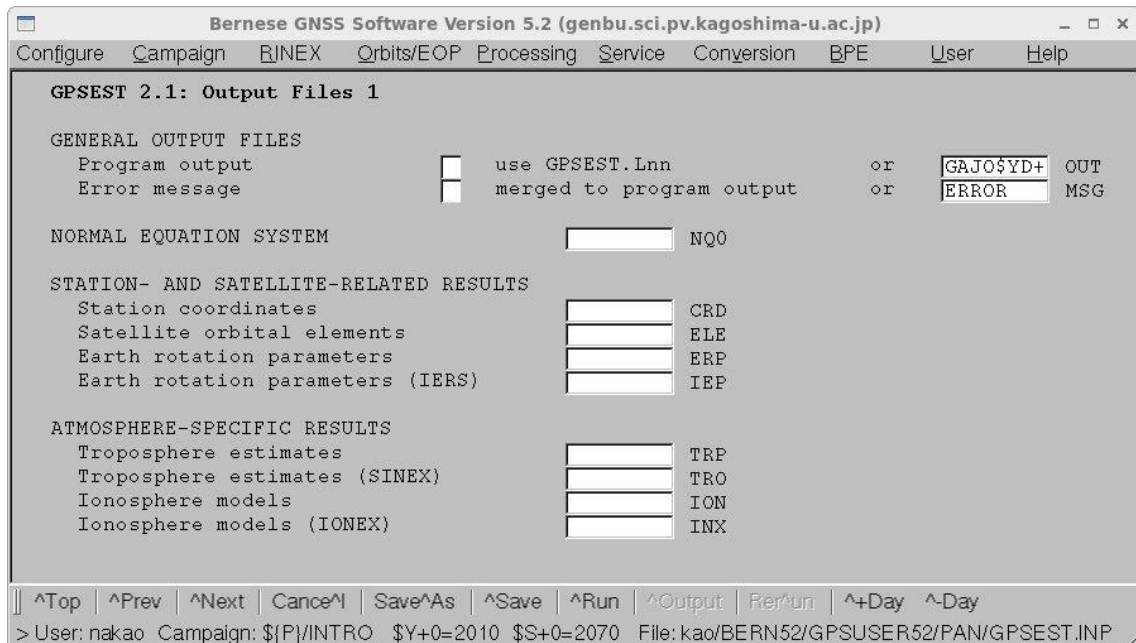 Bernese GNSS Software Version 5.2 (genbu.sci.pv.kagoshima-u.ac.jp)
Configure Campaign RINEX Orbits/EOP Processing Service Conversion BPE User Help
GPSEST 2.1: Output Files 1
GENERAL OUTPUT FILES
Program output use GPSEST.Lnn or GAJO$YD+ OUT
Error message merged to program output or ERROR MSG
NORMAL EQUATION SYSTEM NQ0
STATION- AND SATELLITE-RELATED RESULTS
Station coordinates CRD
Satellite orbital elements ELE
Earth rotation parameters ERP
Earth rotation parameters (IERS) IEP
ATMOSPHERE-SPECIFIC RESULTS
Troposphere estimates TRP
Troposphere estimates (SINEX) TRO
Ionosphere models ION
Ionosphere models (IONEX) INX
^Top | ^Prev | ^Next | Cance^l | Save^As | ^Save | ^Run | ^Output | Rer^un | ^+Day ^-Day
> User: nakao Campaign: ${P}/INTRO $Y+0=2010 $S+0=2070 File: kao/BERN52/GPSUSER52/PAN/GPSEST.INP